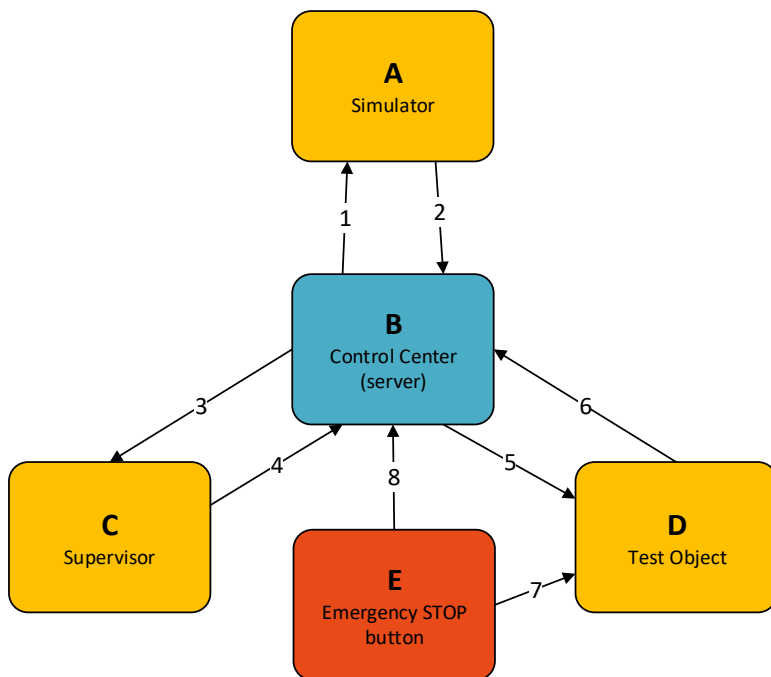 A
Simulator
1
2
B
Control Center
(server)
3
6
4
8
5
C
Supervisor
D
Test Object
E
Emergency STOP
button
7